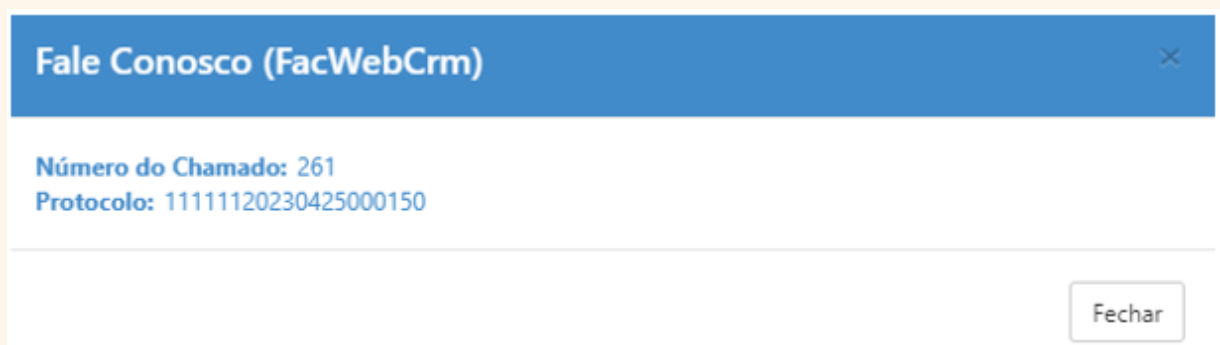 Fale Conosco (FacWebCrm) ×
Número do Chamado: 261
Protocolo: 11111120230425000150
Fechar